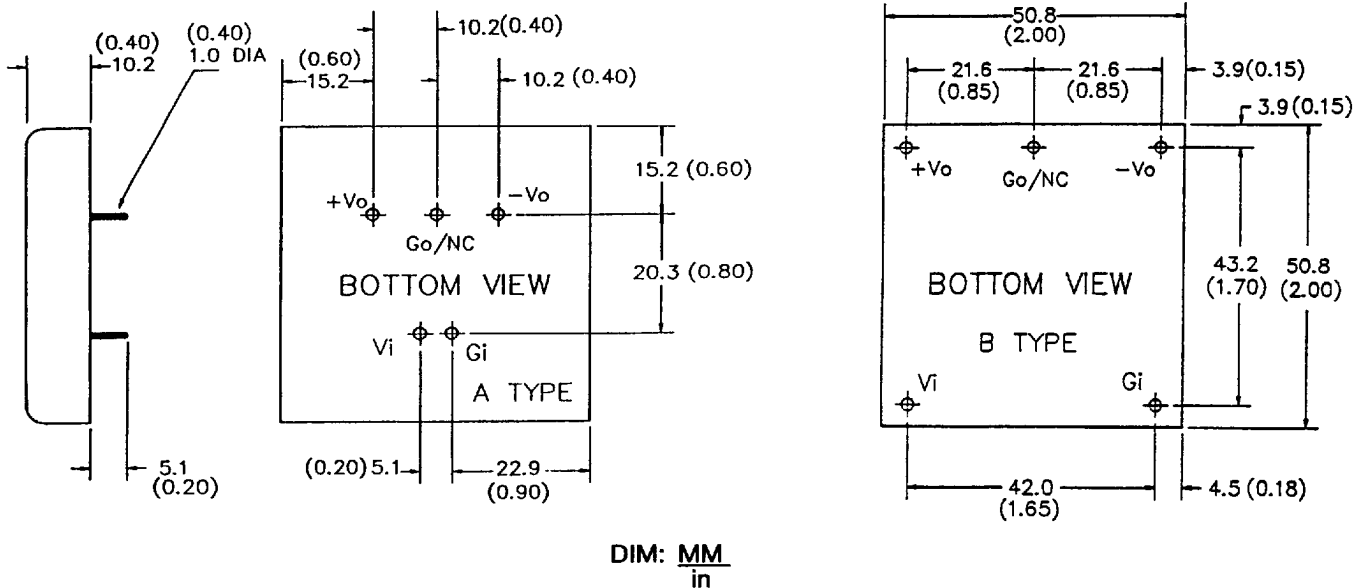 (0.40)
10.2
(0.40)
1.0 DIA
(0.60)
15.2
10.2(0.40)
10.2 (0.40)
15.2 (0.60)
+Vo
-Vo
Go/NC
20.3 (0.80)
BOTTOM VIEW
Vi
Gi
A TYPE
5.1
(0.20)
(0.20) 5.1
22.9
(0.90)
50.8
(2.00)
21.6
(0.85)
21.6
(0.85)
3.9(0.15)
3.9(0.15)
+Vo
Go/NC
-Vo
43.2
(1.70)
50.8
(2.00)
BOTTOM VIEW
B TYPE
Vi
Gi
42.0
(1.65)
4.5 (0.18)
DIM: MM
in